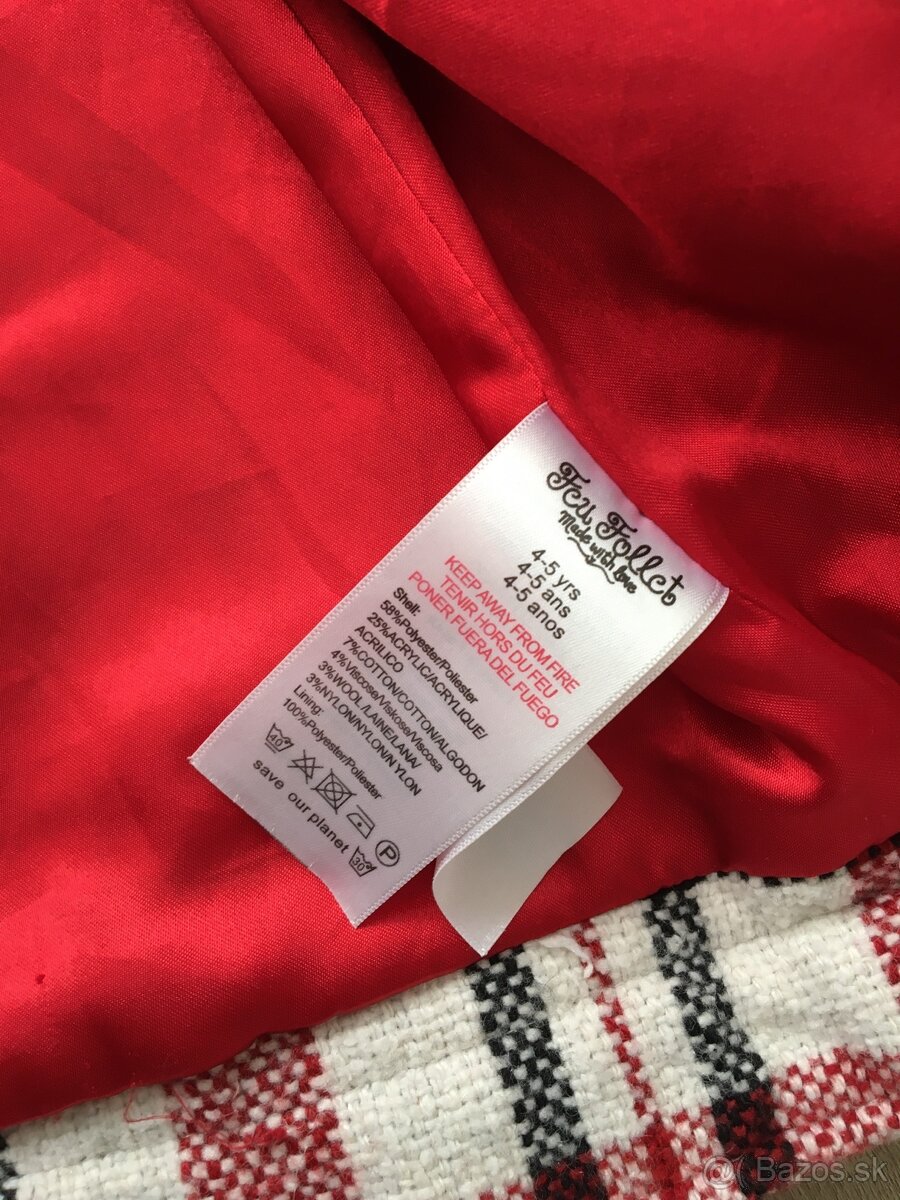 Feu Follet
Made with love
4-5 yrs
4-5 ans
4-5 anos
KEEP AWAY FROM FIRE
TENIR HORS DU FEU
PONER FUERA DEL FUEGO
Shell:
58%Polyester/Poliester
25%ACRYLIC/ACRYLIQUE/
ACRILICO
7%COTTON/COTTON/ALGODON
4%Viscose/Viskose/Viscosa
3%WOOL/LAINE/LANA/
3%NYLON/NYLON/NYLON
Lining:
100%Polyester/Poliester
40
P
save our planet 30°
@ Bazos.sk